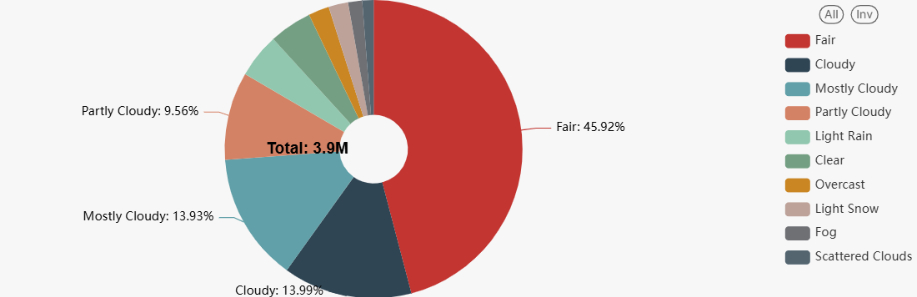 All Inv
Fair
Cloudy
Mostly Cloudy
Partly Cloudy
Light Rain
Clear
Overcast
Light Snow
Fog
Scattered Clouds
Partly Cloudy: 9.56%
Fair: 45.92%
Total: 3.9M
Mostly Cloudy: 13.93%
Cloudy: 13.99%